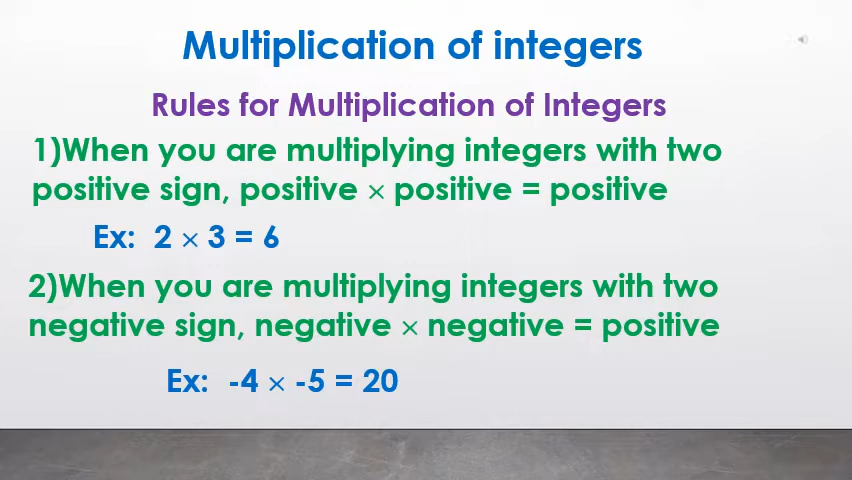 Multiplication of integers
Rules for Multiplication of Integers
1)When you are multiplying integers with two
positive sign, positive × positive = positive
Ex: 2 × 3 = 6
2)When you are multiplying integers with two
negative sign, negative × negative = positive
Ex: -4 × -5 = 20